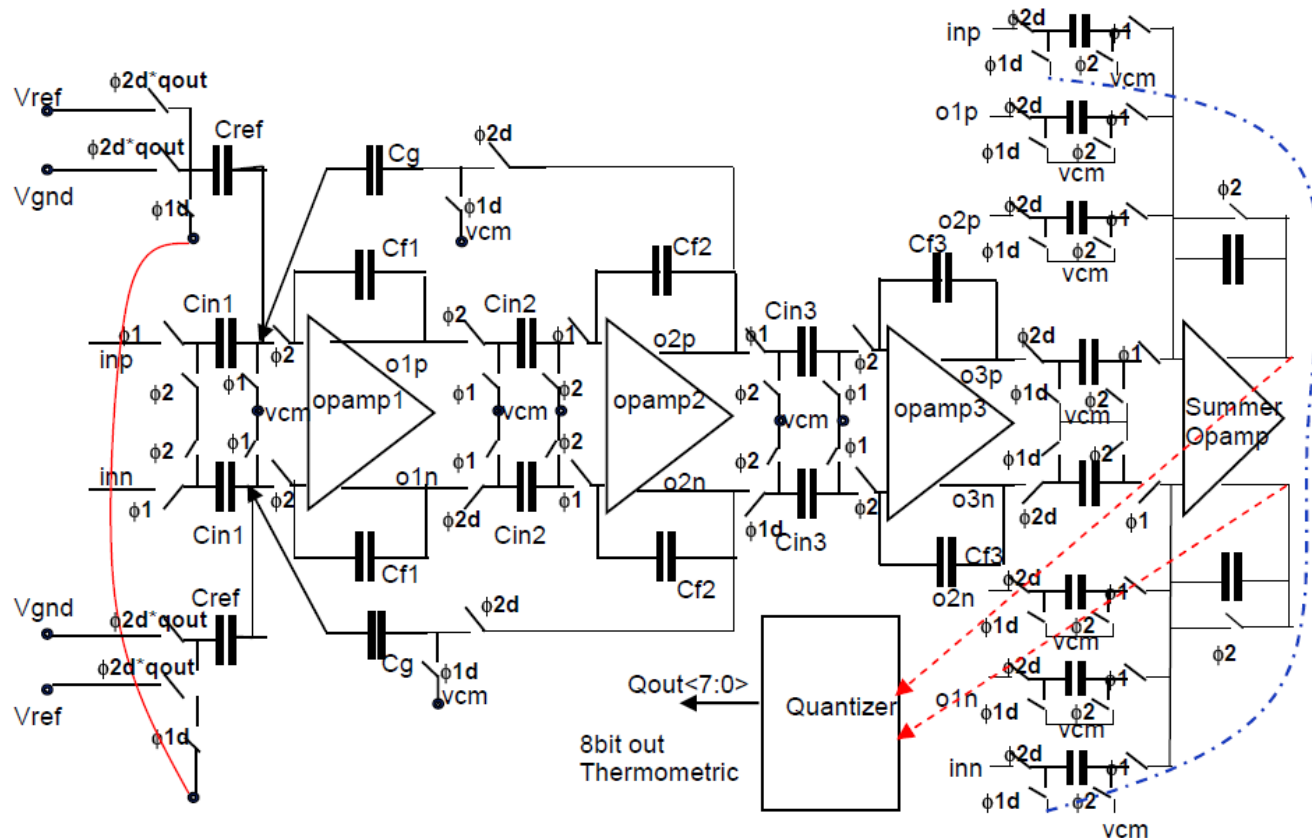 inp
ϕ2d
ϕ1
ϕ1d
ϕ2
vcm
ϕ2d*qout
Vref
Cref
ϕ2d*qout
Vgnd
ϕ1d
Cg
ϕ2d
ϕ1d
vcm
o1p
ϕ2d
ϕ1
ϕ1d
ϕ2
vcm
o2p
ϕ2d
ϕ1
ϕ1d
ϕ2
vcm
ϕ2
Cf1
Cf2
Cf3
Cin1
Cin2
Cin3
ϕ1
inp
ϕ2
ϕ2d
ϕ1
ϕ1
ϕ2
ϕ2d
ϕ1
o1p
o2p
o3p
ϕ2
ϕ1
vcm
opamp1
ϕ1
vcm
ϕ2
opamp2
ϕ2
vcm
ϕ1
opamp3
ϕ1d
vcm
ϕ2
Summer
Opamp
ϕ2
ϕ1
ϕ1
ϕ2
ϕ2
ϕ1
ϕ1d
ϕ2
inn
ϕ1
ϕ2
o1n
ϕ2d
ϕ1
o2n
ϕ1d
ϕ2
o3n
ϕ2d
ϕ1
Cin1
Cin2
Cin3
Cf1
Cf2
Cf3
Vgnd
ϕ2d*qout
Cref
ϕ2d*qout
Vref
ϕ1d
Cg
ϕ2d
ϕ1d
vcm
o2n
ϕ2d
ϕ1
ϕ1d
ϕ2
vcm
ϕ2
o1n
ϕ2d
ϕ1
ϕ1d
ϕ2
vcm
inn
ϕ2d
ϕ1
ϕ1d
ϕ2
vcm
Qout<7:0>
Quantizer
8bit out
Thermometric